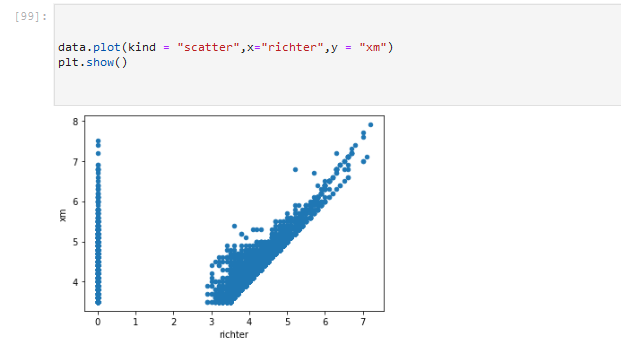 [99]:
data.plot(kind = "scatter",x="richter",y = "xm")
plt.show()
8
7
6
5
4
xm
0 1 2 3 4 5 6 7
richter